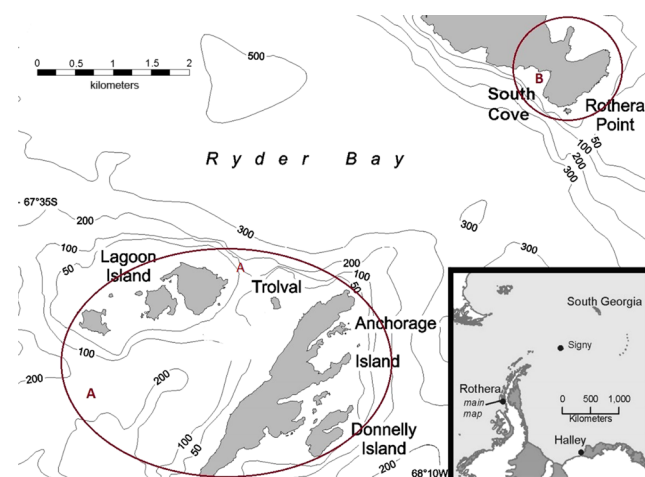 0 0.5 1 1.5 2
kilometers
500
B
South
Cove
Rothera
Point
50
100
200
300
Ryder Bay
67°35S
200
100
50
300
300
300
Lagoon
Island
A
Trolval
200
100
50
Anchorage
Island
100
200
200
A
100
50
Donnelly
Island
200
68°10W
South Georgia
Signy
Rothera
main
map
0 500 1,000
Kilometers
Halley